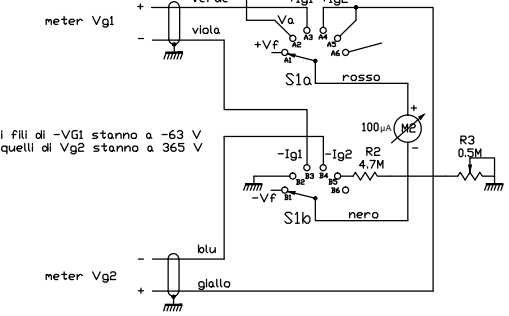 verde +Ig1 +Ig2
+
meter Vg1
Va
A3 A4
A2 A5
viola
+Vf
A6
A1
S1a
rosso
+
100µA M2
i fili di -VG1 stanno a -63 V
quelli di Vg2 stanno a 365 V
-Ig1 -Ig2
R2
4.7M
R3
0.5M
B3 B4
B2 B5
B6
-Vf
B1
S1b
nero
blu
-
meter Vg2
giallo
+